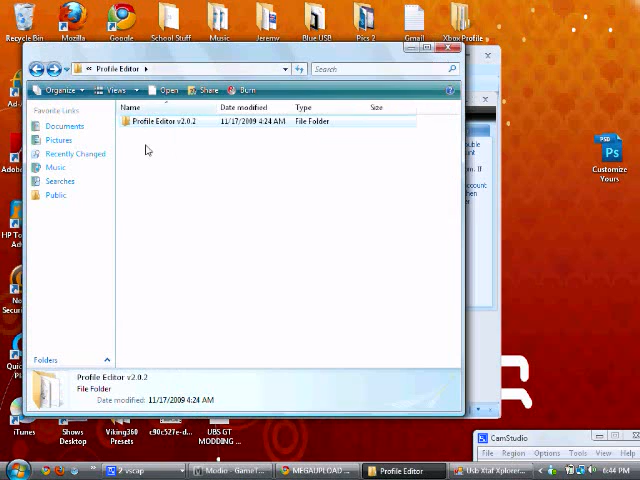 Recycle Bin Mozilla Google School Stuff Music Jeremy Blue USB Pics 2 Gmail Xbox Profile
Profile Editor
Search
Organize Views Open Share Burn
Favorite Links
Name Date modified Type Size
Documents
Pictures
Recently Changed
Music
Searches
Public
Profile Editor v2.0.2 11/17/2009 4:24 AM File Folder
Folders
Profile Editor v2.0.2
File Folder
Date modified: 11/17/2009 4:24 AM
PSD
Ps
Customize
Yours
iTunes
Shows
Desktop
Viking360
Presets
c90c527e-d...
UBS GT
MODDING ...
CamStudio
File Region Options Tools View Help
2 vscap
Modio - GameT...
MEGAUPLOAD ...
Profile Editor
Usb Xtaf Xplorer...
6:44 PM